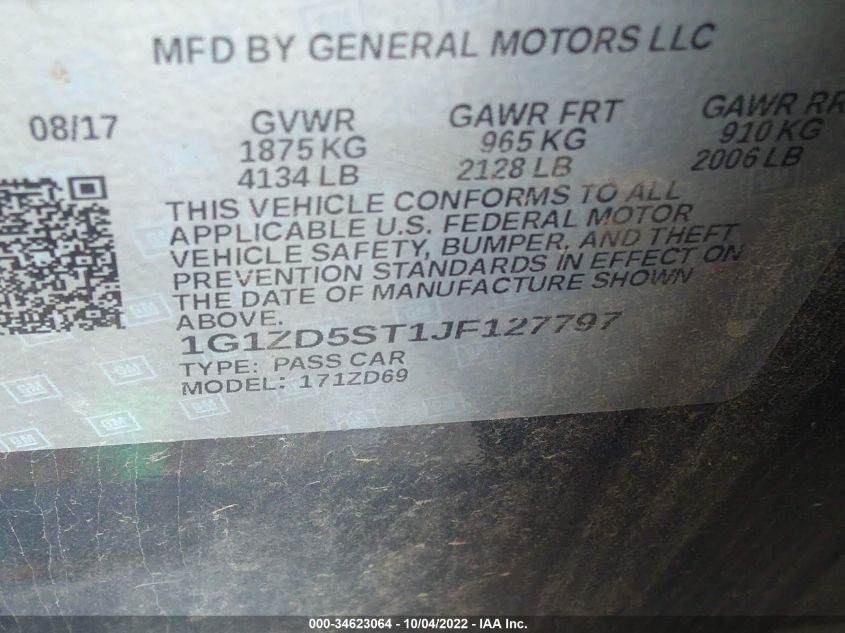 MFD BY GENERAL MOTORS LLC
08/17 GVWR GAWR FRT GAWR RR
1875 KG 965 KG 910 KG
4134 LB 2128 LB 2006 LB
THIS VEHICLE CONFORMS TO ALL
APPLICABLE U.S. FEDERAL MOTOR
VEHICLE SAFETY, BUMPER, AND THEFT
PREVENTION STANDARDS IN EFFECT ON
THE DATE OF MANUFACTURE SHOWN
ABOVE.
1G1ZD5ST1JF127797
TYPE: PASS CAR
MODEL: 171ZD69
000-34623064 - 10/04/2022 - IAA Inc.